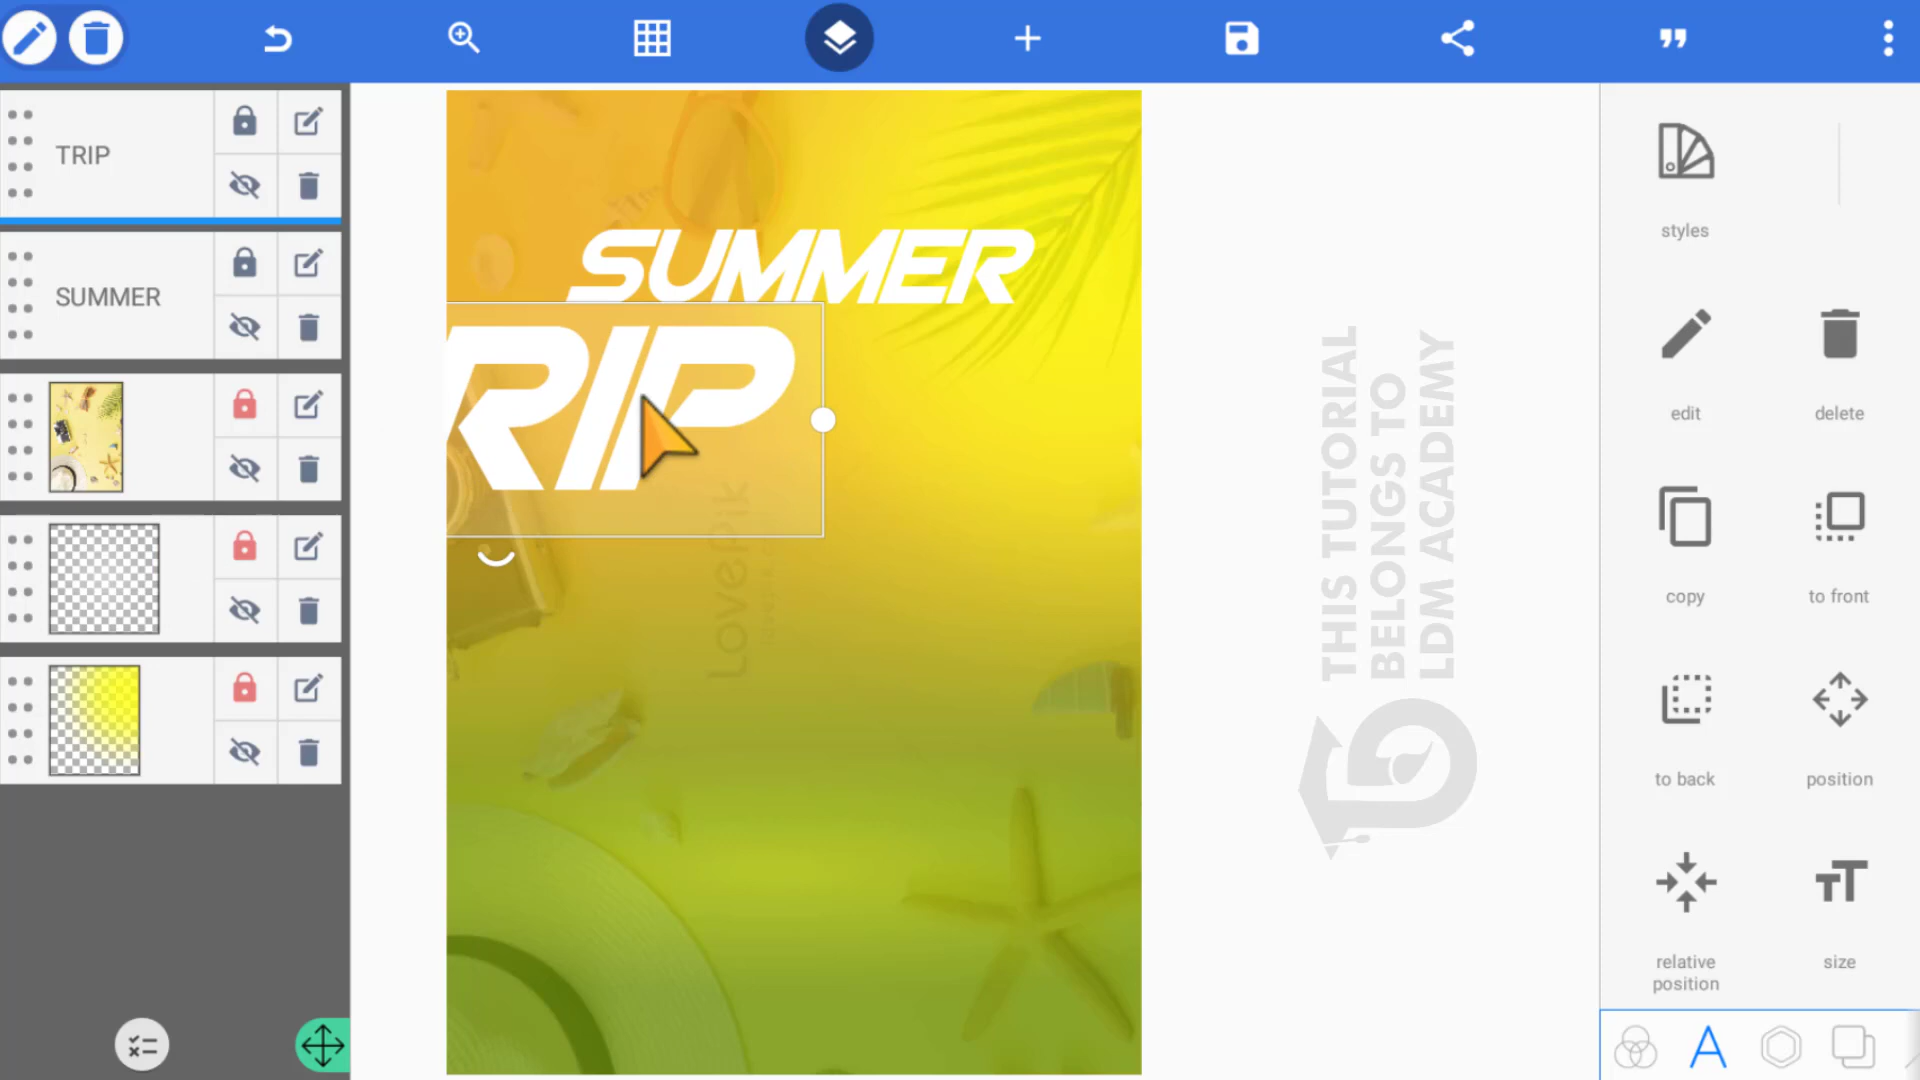 TRIP
SUMMER
SUMMER
RIP
LovePik
THIS TUTORIAL
BELONGS TO
LDM ACADEMY
styles
edit
delete
copy
to front
to back
position
relative
position
size